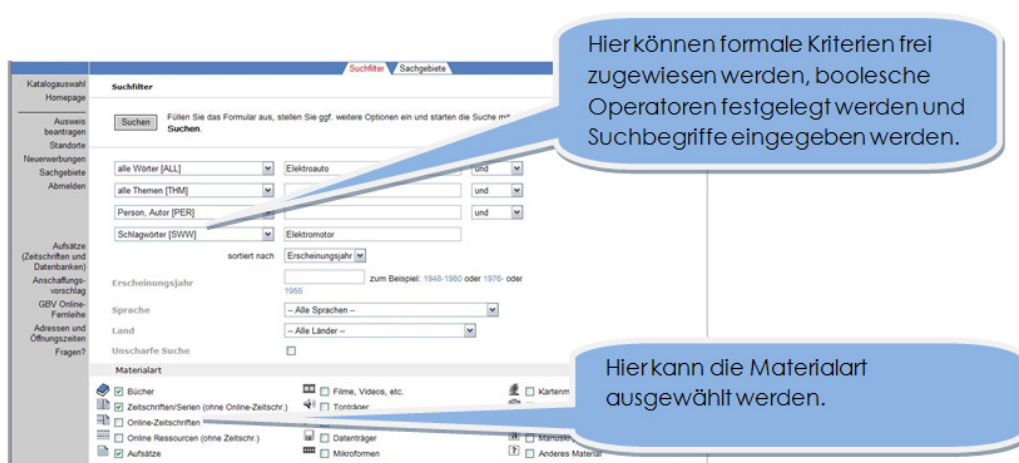 Hier können formale Kriterien frei
zugewiesen werden, boolesche
Operatoren festgelegt werden und
Suchbegriffe eingegeben werden.
Suchfilter Sachgebiete
Katalogauswahl
Homepage
Ausweis
beantragen
Standorte
Neuerwerbungen
Sachgebiete
Abmelden
Aufsätze
(Zeitschriften und
Datenbanken)
Anschaffungs-
vorschlag
GBV Online-
Fernleihe
Adressen und
Öffnungszeiten
Fragen?
Suchfilter
Suchen Füllen Sie das Formular aus, stellen Sie ggf. weitere Optionen ein und starten die Suche mit
Suchen.
alle Wörter [ALL] Elektroauto und
alle Themen [THM] und
Person, Autor [PER] und
Schlagwörter [SWW] Elektromotor
sortiert nach Erscheinungsjahr
Erscheinungsjahr zum Beispiel: 1948-1980 oder 1976- oder
1955
Sprache -- Alle Sprachen --
Land -- Alle Länder --
Unscharfe Suche
Materialart
Bücher Filme, Videos, etc.
Zeitschriften/Serien (ohne Online-Zeitschr.) Tonträger
Online-Zeitschriften
Online Ressourcen (ohne Zeitschr.) Datenträger
Aufsätze Mikroformen Anderes Material
Hier kann die Materialart
ausgewählt werden.